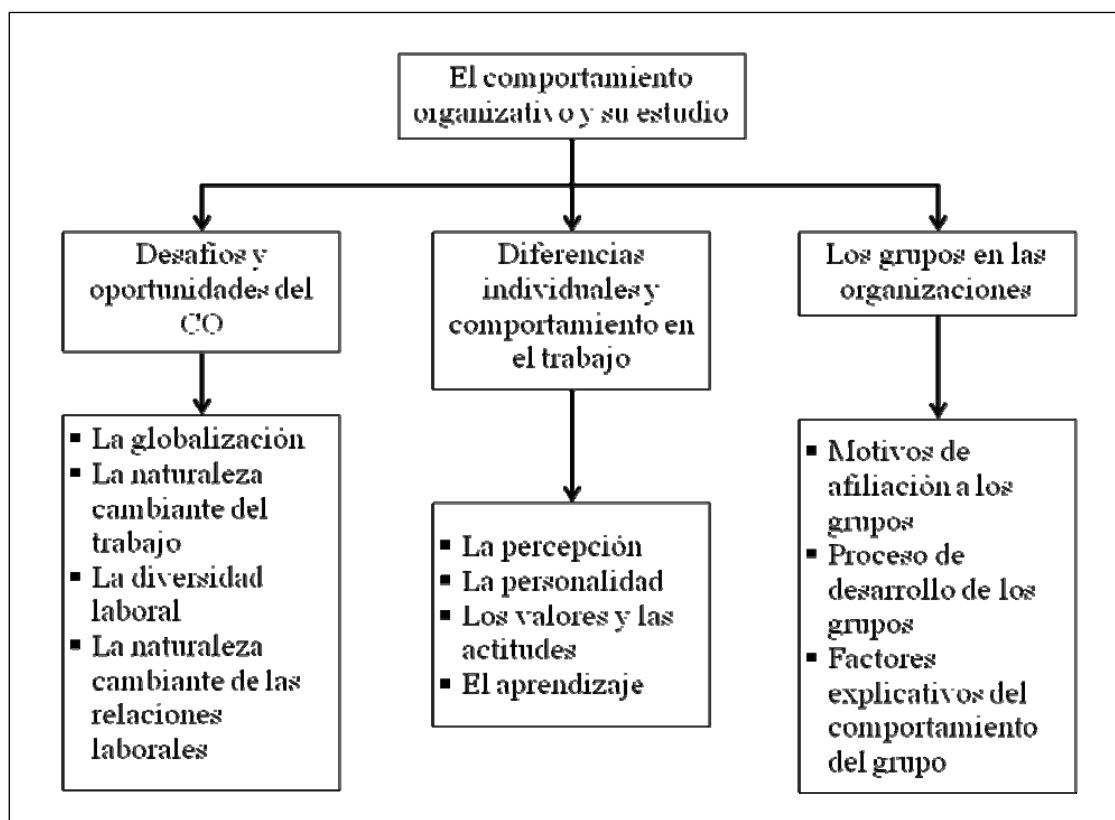 El comportamiento
organizativo y su estudio
Desafíos y
oportunidades del
CO
Diferencias
individuales y
comportamiento en
el trabajo
Los grupos en las
organizaciones
▪ La globalización
▪ La naturaleza
cambiante del
trabajo
▪ La diversidad
laboral
▪ La naturaleza
cambiante de las
relaciones
laborales
▪ La percepción
▪ La personalidad
▪ Los valores y las
actitudes
▪ El aprendizaje
▪ Motivos de
afiliación a los
grupos
▪ Proceso de
desarrollo de los
grupos
▪ Factores
explicativos del
comportamiento
del grupo